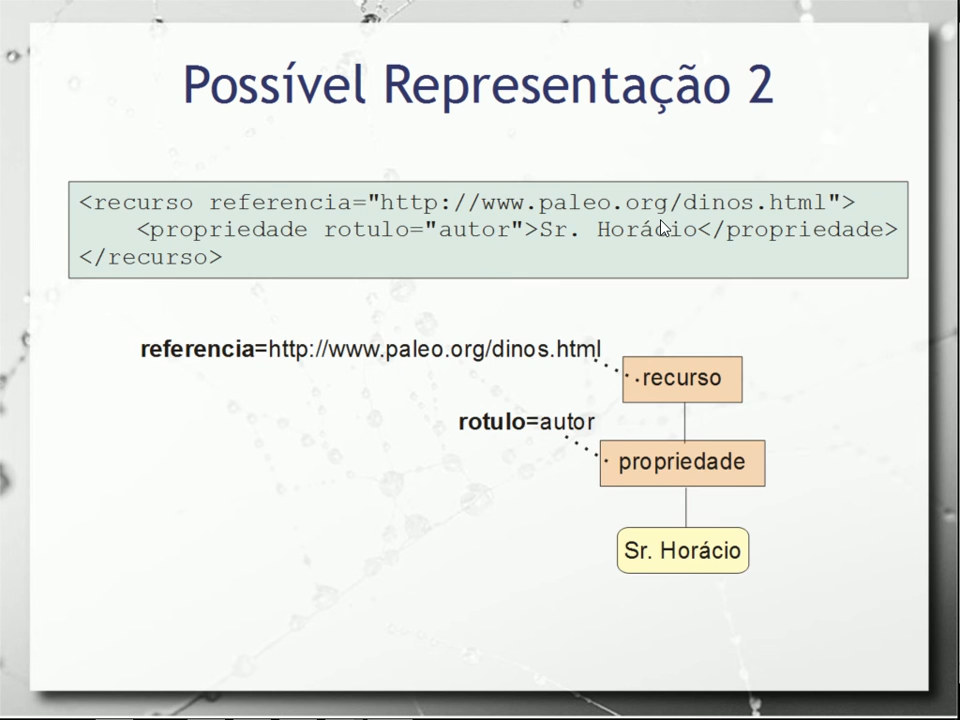 Possível Representação 2
<recurso referencia="http://www.paleo.org/dinos.html">
<propriedade rotulo="autor">Sr. Horácio</propriedade>
</recurso>
referencia=http://www.paleo.org/dinos.html
recurso
rotulo=autor
propriedade
Sr. Horácio